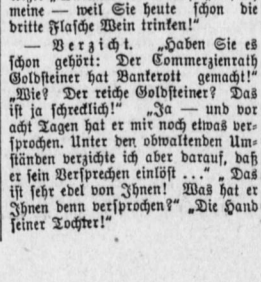 meine — weil Sie heute schon die
dritte Flasche Wein trinken!"
— Verzicht. „Haben Sie es
schon gehört: Der Commerzienrath
Goldsteiner hat Bankerott gemacht!"
„Wie? Der reiche Goldsteiner? Das
ist ja schrecklich!" „Ja — und vor
acht Tagen hat er mir noch etwas ver-
sprochen. Unter den obwaltenden Um-
ständen verzichte ich aber darauf, daß
er sein Versprechen einlöst ..." „Das
ist sehr edel von Ihnen! Was hat er
Ihnen denn versprochen?" „Die Hand
seiner Tochter!"